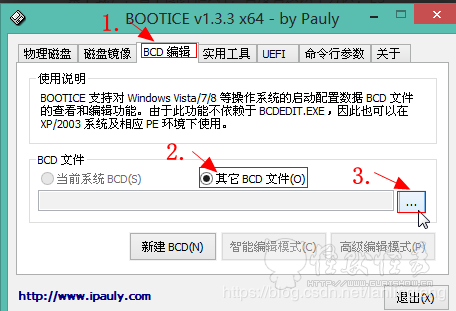 BOOTICE v1.3.3 x64 - by Pauly
1.
物理磁盘 磁盘镜像 BCD 编辑 实用工具 UEFI 命令行参数 关于
使用说明
BOOTICE 支持对 Windows Vista/7/8 等操作系统的启动配置数据 BCD 文件
的查看和编辑功能。由于此功能不依赖于 BCDEDIT.EXE，因此也可以在
XP/2003 系统及相应 PE 环境下使用。
BCD 文件
2.
3.
当前系统 BCD(S) 其它 BCD 文件(O)
...
新建 BCD(N) 智能编辑模式(C) 高级编辑模式(P)
http://www.ipauly.com
退出(X)